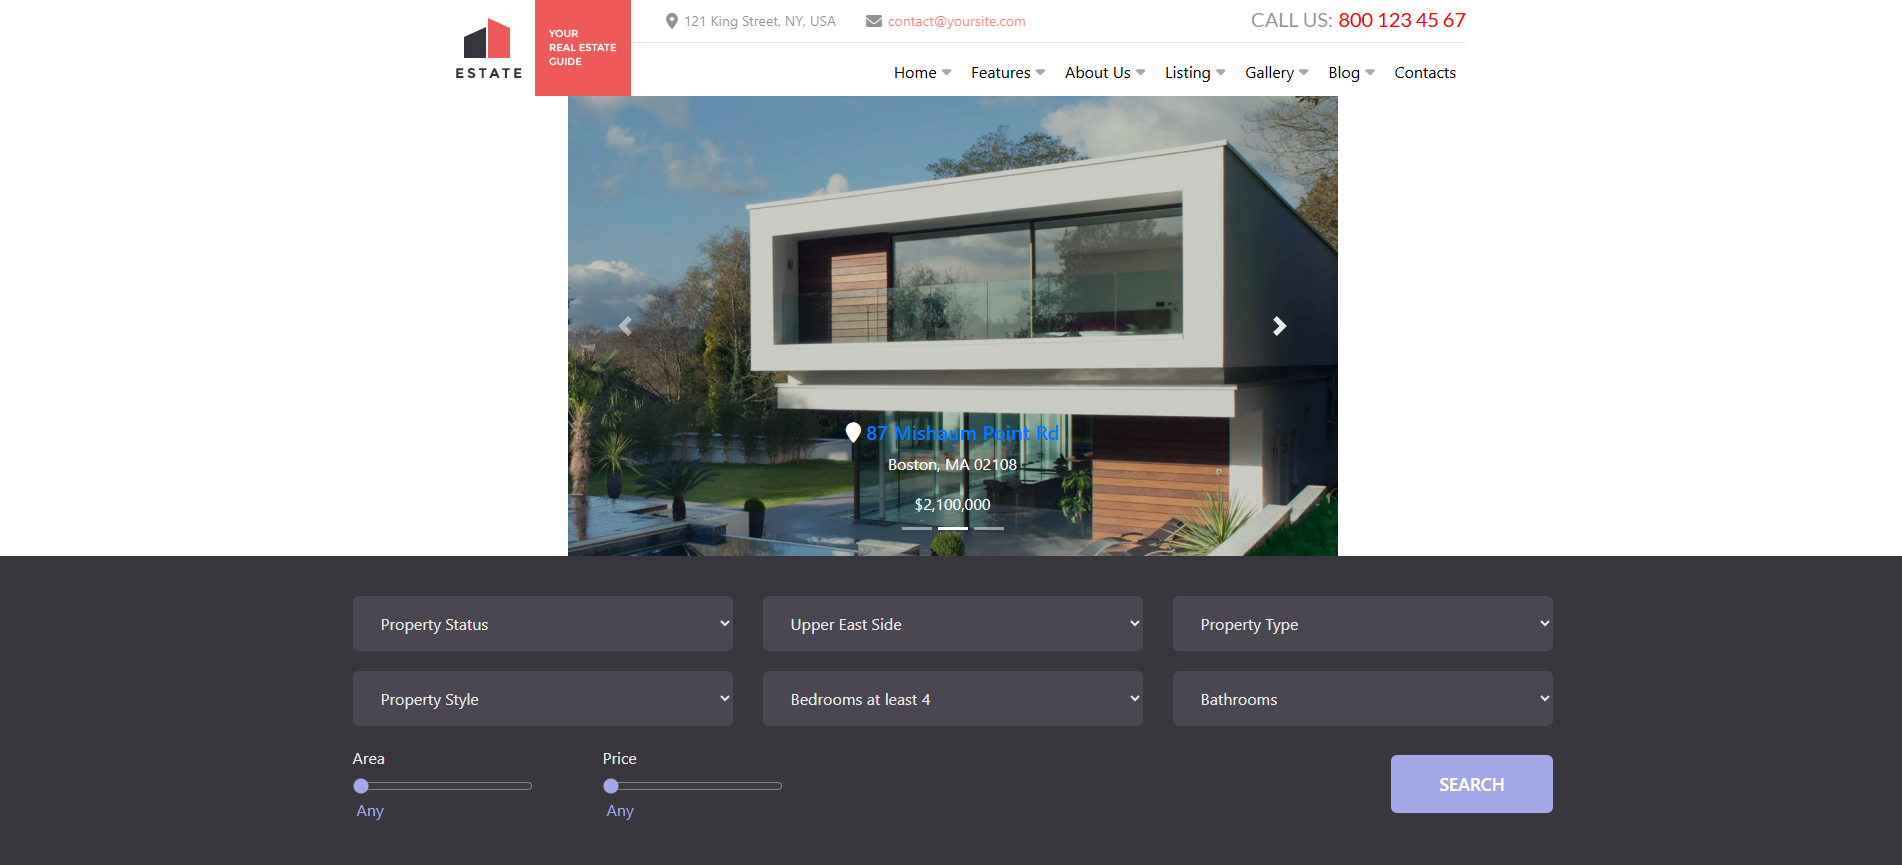 ESTATE
YOUR
REAL ESTATE
GUIDE
121 King Street, NY, USA
contact@yoursite.com
CALL US: 800 123 45 67
Home
Features
About Us
Listing
Gallery
Blog
Contacts
87 Mishaum Point Rd
Boston, MA 02108
$2,100,000
Property Status
Upper East Side
Property Type
Property Style
Bedrooms at least 4
Bathrooms
Area
Any
Price
Any
SEARCH